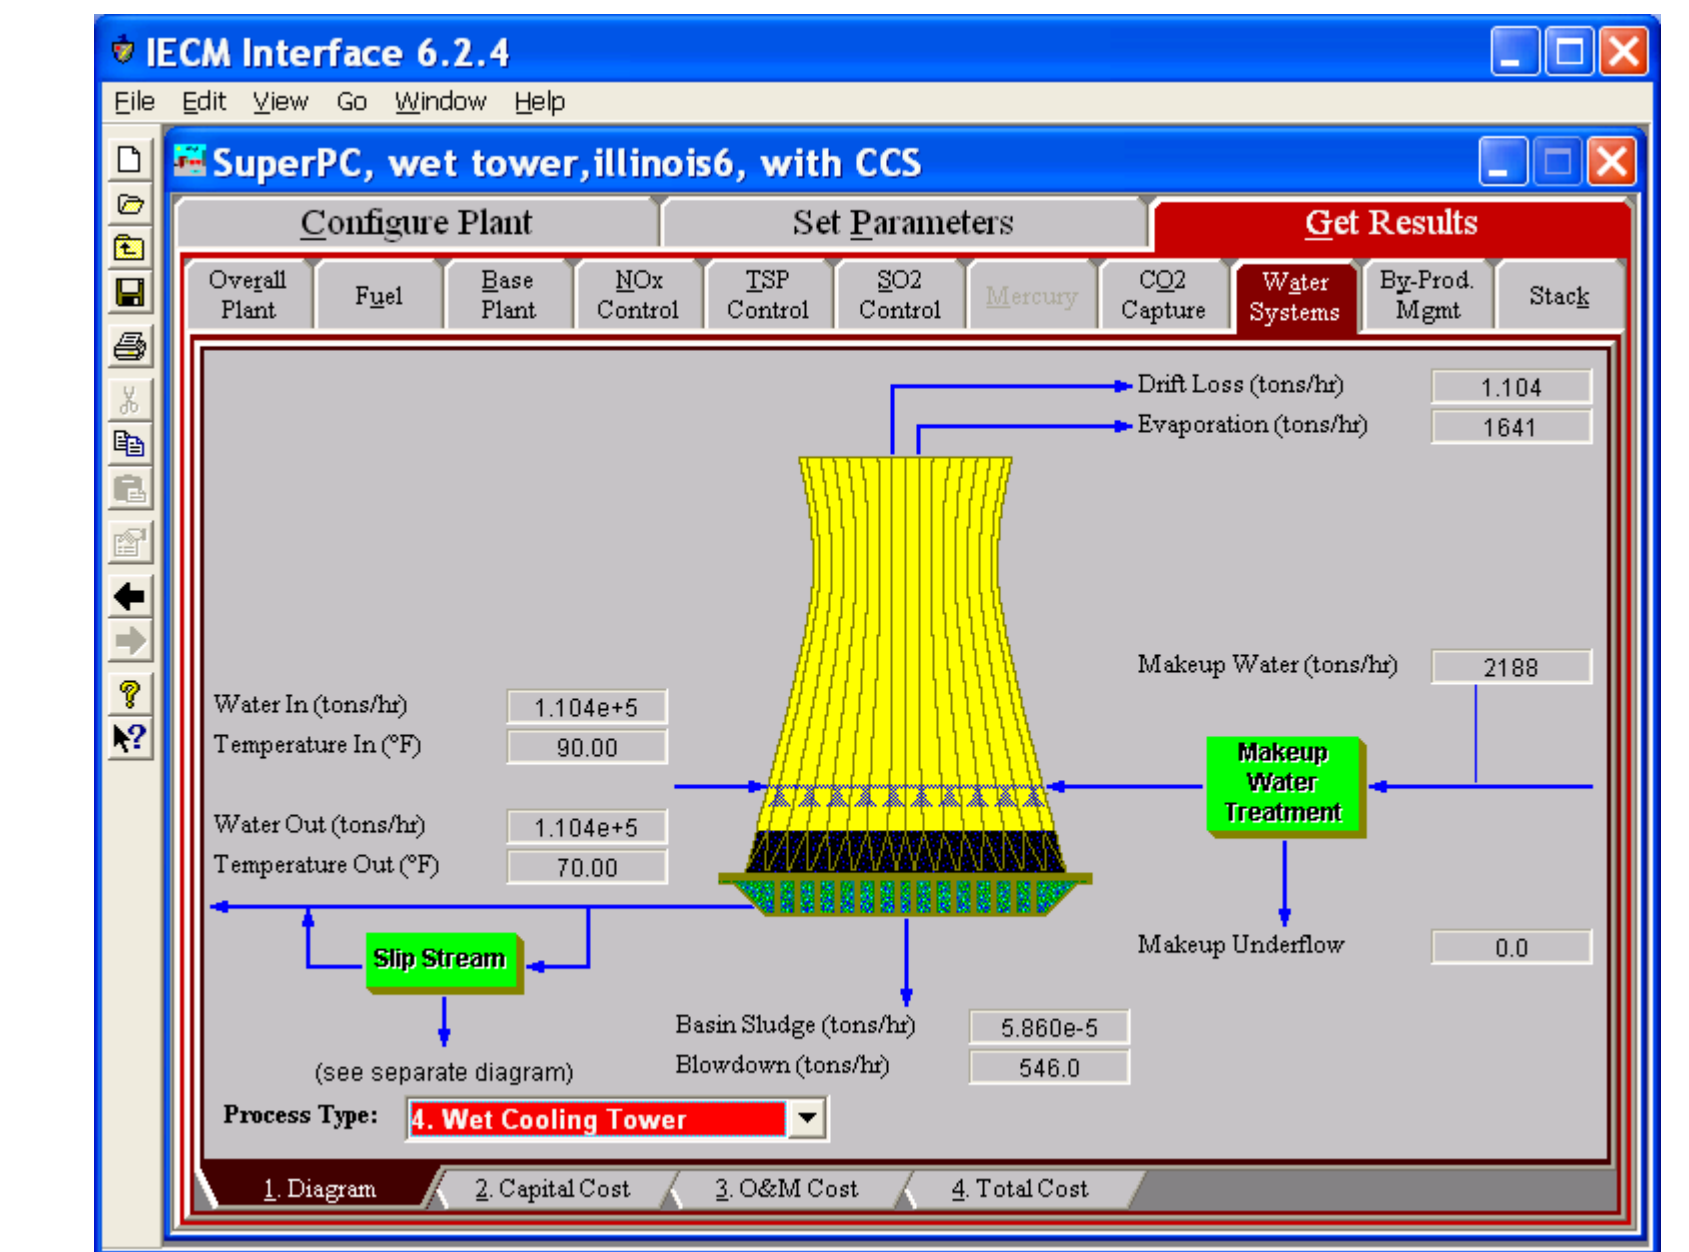 IECM Interface 6.2.4
File Edit View Go Window Help
SuperPC, wet tower,illinois6, with CCS
Configure Plant Set Parameters Get Results
Overall Plant Fuel Base Plant NOx Control TSP Control SO2 Control Mercury CO2 Capture Water Systems By-Prod. Mgmt Stack
Drift Loss (tons/hr) 1.104
Evaporation (tons/hr) 1641
Makeup Water (tons/hr) 2188
Water In (tons/hr) 1.104e+5
Temperature In (°F) 90.00
Makeup
Water
Treatment
Water Out (tons/hr) 1.104e+5
Temperature Out (°F) 70.00
Slip Stream
Makeup Underflow 0.0
Basin Sludge (tons/hr) 5.860e-5
Blowdown (tons/hr) 546.0
(see separate diagram)
Process Type: 4. Wet Cooling Tower
1. Diagram 2. Capital Cost 3. O&M Cost 4. Total Cost